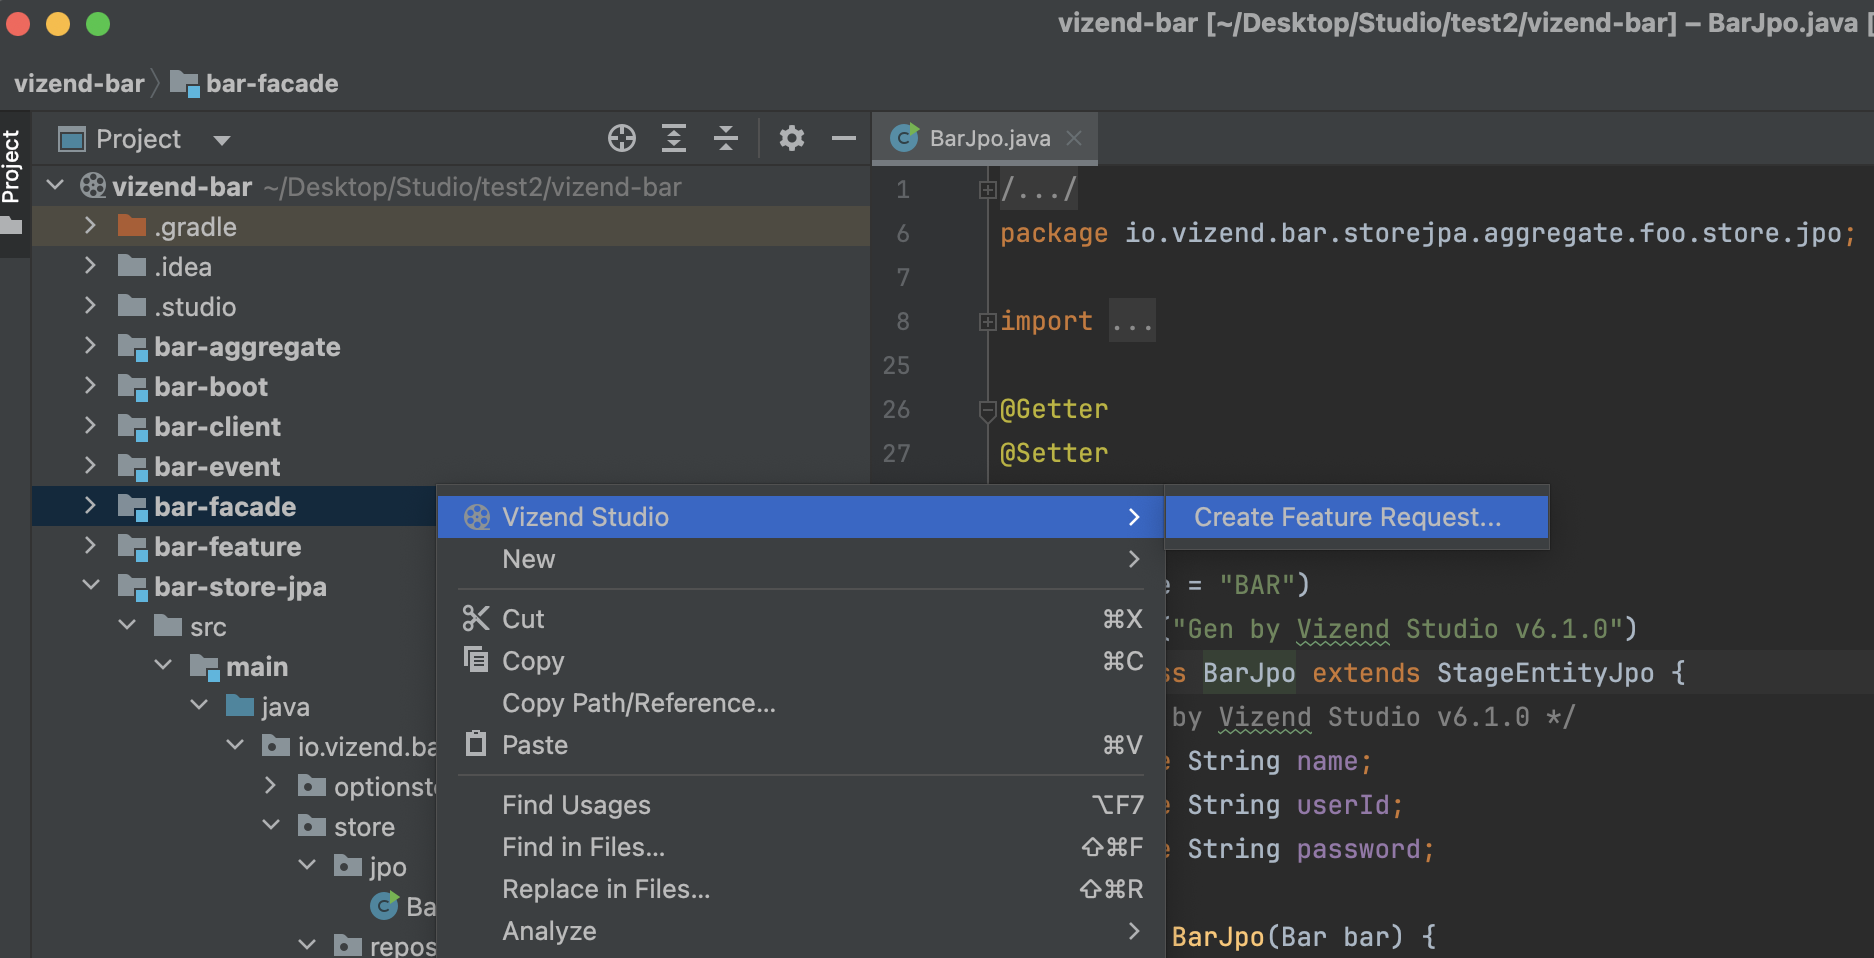 vizend-bar [~/Desktop/Studio/test2/vizend-bar] – BarJpo.java [
vizend-bar
bar-facade
Project
Project
BarJpo.java
vizend-bar ~/Desktop/Studio/test2/vizend-bar
.gradle
.idea
.studio
bar-aggregate
bar-boot
bar-client
bar-event
bar-facade
bar-feature
bar-store-jpa
src
main
java
io.vizend.ba
optionst
store
jpo
Ba
repos
Vizend Studio
New
Cut ⌘X
Copy ⌘C
Copy Path/Reference...
Paste ⌘V
Find Usages ⌥F7
Find in Files... ⇧⌘F
Replace in Files... ⇧⌘R
Analyze
Create Feature Request...
1 /.../
6 package io.vizend.bar.storejpa.aggregate.foo.store.jpo;
7
8 import ...
25
26 @Getter
27 @Setter
e = "BAR")
("Gen by Vizend Studio v6.1.0")
ss BarJpo extends StageEntityJpo {
by Vizend Studio v6.1.0 */
e String name;
e String userId;
e String password;
BarJpo(Bar bar) {